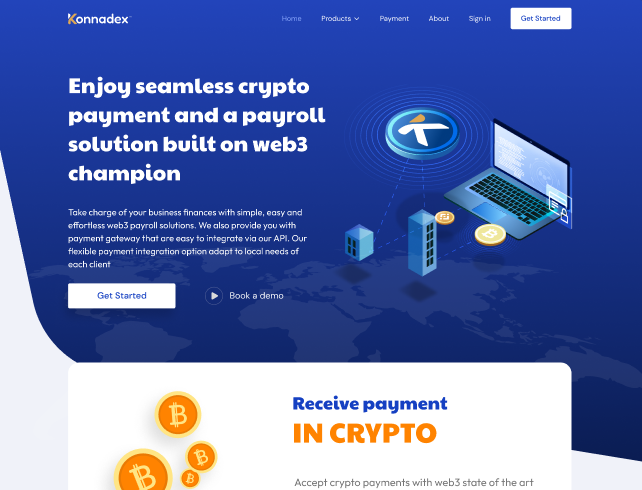 Konnadex
Home Products Payment About Sign in Get Started
Enjoy seamless crypto
payment and a payroll
solution built on web3
champion
Take charge of your business finances with simple, easy and
effortless web3 payroll solutions. We also provide you with
payment gateway that are easy to integrate via our API. Our
flexible payment integration option adapt to local needs of
each client
Get Started Book a demo
Receive payment
IN CRYPTO
Accept crypto payments with web3 state of the art